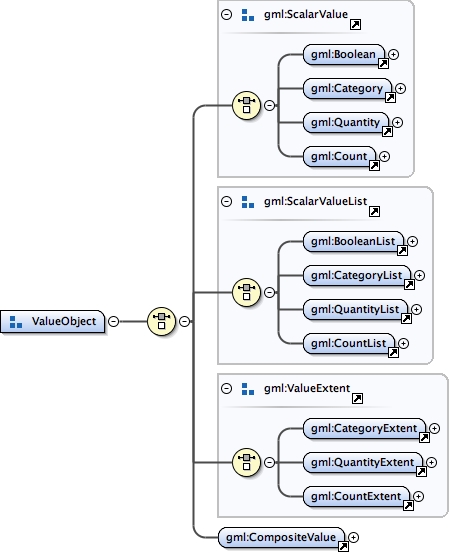 gml:ScalarValue
gml:Boolean
gml:Category
gml:Quantity
gml:Count
gml:ScalarValueList
gml:BooleanList
gml:CategoryList
gml:QuantityList
gml:CountList
ValueObject
gml:ValueExtent
gml:CategoryExtent
gml:QuantityExtent
gml:CountExtent
gml:CompositeValue